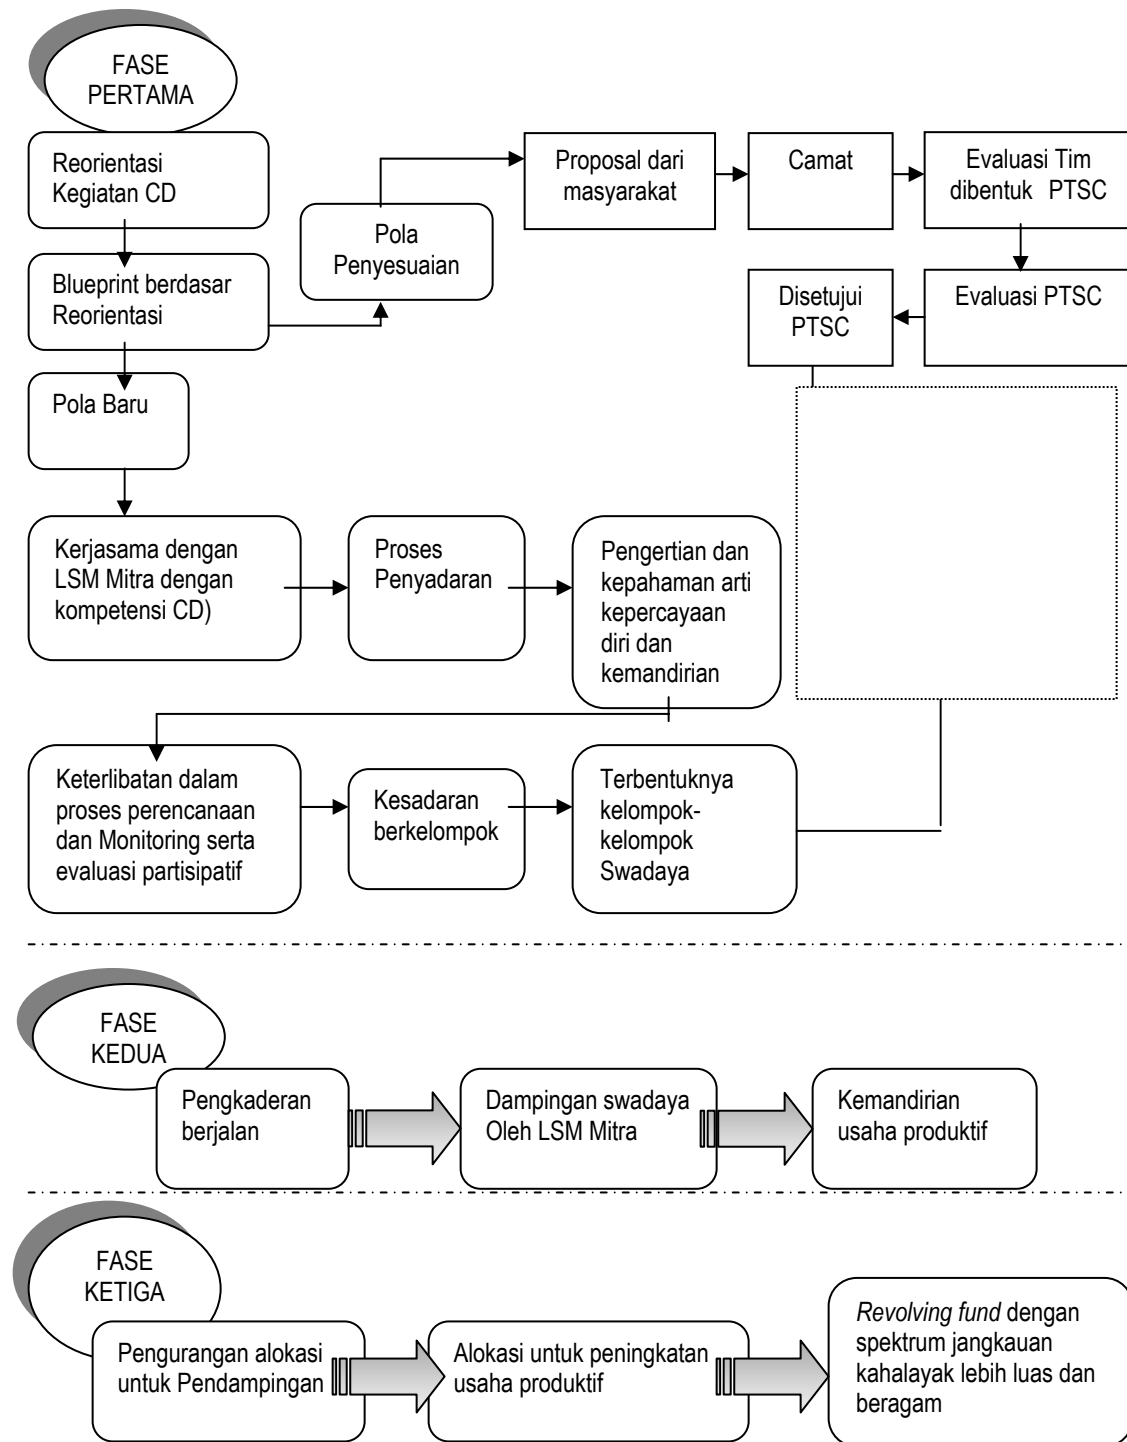 FASE
PERTAMA
Reorientasi
Kegiatan CD
Blueprint berdasar
Reorientasi
Pola
Penyesuaian
Proposal dari
masyarakat
Camat
Evaluasi Tim
dibentuk PTSC
Evaluasi PTSC
Disetujui
PTSC
Pola Baru
Kerjasama dengan
LSM Mitra dengan
kompetensi CD)
Proses
Penyadaran
Pengertian dan
kepahaman arti
kepercayaan
diri dan
kemandirian
Keterlibatan dalam
proses perencanaan
dan Monitoring serta
evaluasi partisipatif
Kesadaran
berkelompok
Terbentuknya
kelompok-
kelompok
Swadaya
FASE
KEDUA
Pengkaderan
berjalan
Dampingan swadaya
Oleh LSM Mitra
Kemandirian
usaha produktif
FASE
KETIGA
Pengurangan alokasi
untuk Pendampingan
Alokasi untuk peningkatan
usaha produktif
Revolving fund dengan
spektrum jangkauan
kahalayak lebih luas dan
beragam